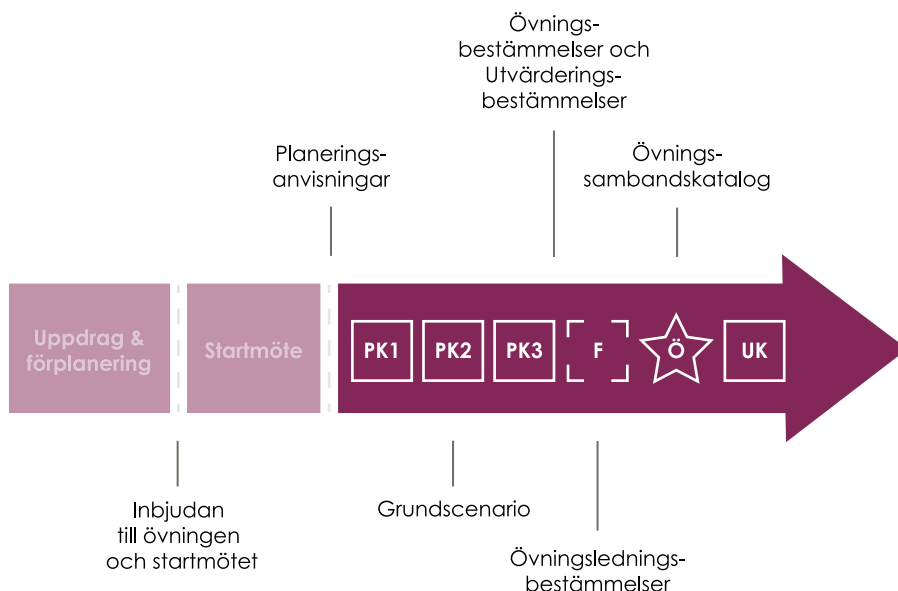 Övnings-
bestämmelser och
Utvärderings-
bestämmelser
Planerings-
anvisningar
Övnings-
sambandskatalog
Uppdrag &
förplanering
Startmöte
PK1
PK2
PK3
F
Ö
UK
Inbjudan
till övningen
och startmötet
Grundscenario
Övningslednings-
bestämmelser